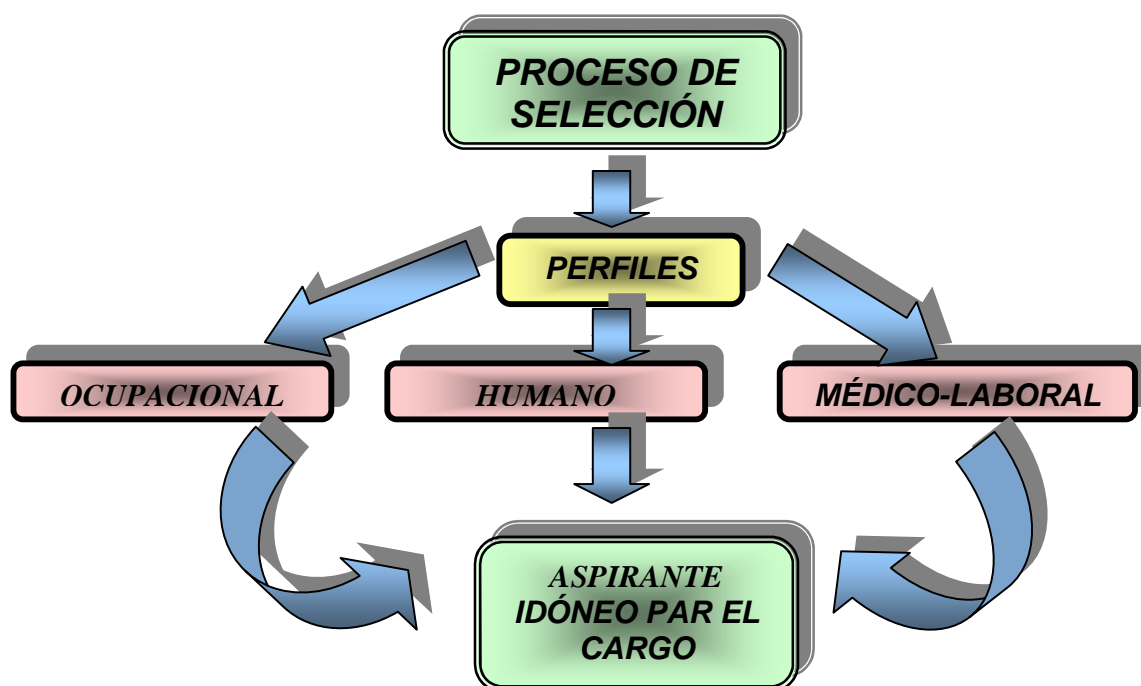 PROCESO DE
SELECCIÓN
PERFILES
OCUPACIONAL
HUMANO
MÉDICO-LABORAL
ASPIRANTE
IDÓNEO PAR EL
CARGO